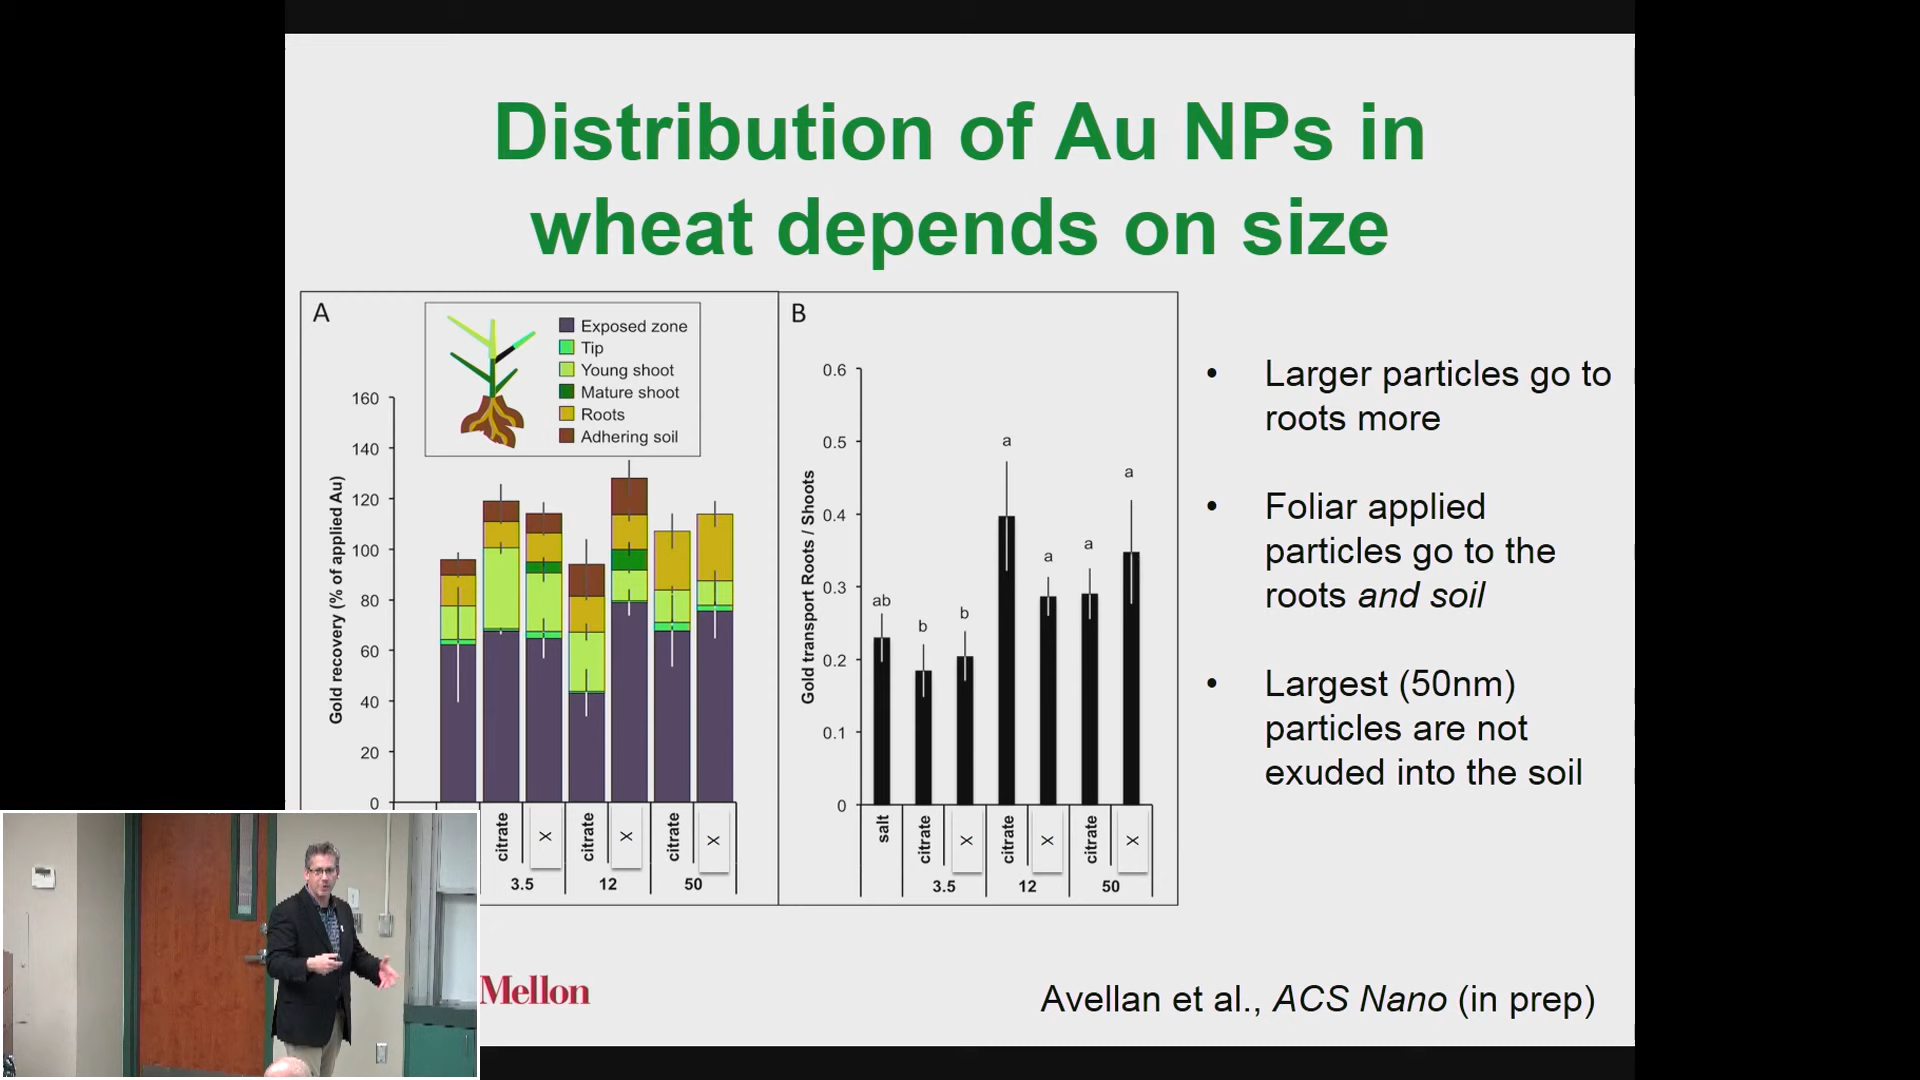 Distribution of Au NPs in
wheat depends on size
A
Exposed zone
Tip
Young shoot
Mature shoot
Roots
Adhering soil
Gold recovery (% of applied Au)
160
140
120
100
80
60
40
20
0
citrate
X
citrate
X
citrate
X
3.5
12
50
B
Gold transport Roots / Shoots
0.6
0.5
0.4
0.3
0.2
0.1
0
ab
b
b
a
a
a
a
salt
citrate
X
citrate
X
citrate
X
3.5
12
50
• Larger particles go to
roots more
• Foliar applied
particles go to the
roots and soil
• Largest (50nm)
particles are not
exuded into the soil
Mellon
Avellan et al., ACS Nano (in prep)